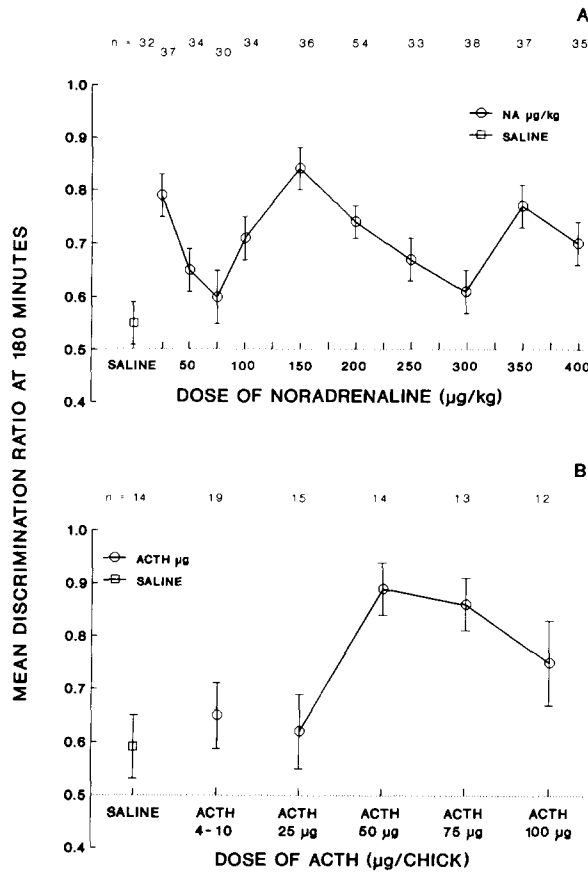 A
n = 32 37 34 30 34 36 54 33 38 37 35
1.0
0.9
0.8
0.7
0.6
0.5
0.4
NA µg/kg
SALINE
SALINE 50 100 150 200 250 300 350 400
DOSE OF NORADRENALINE (µg/kg)
MEAN DISCRIMINATION RATIO AT 180 MINUTES
B
n = 14 19 15 14 13 12
1.0
0.9
0.8
0.7
0.6
0.5
0.4
ACTH µg
SALINE
SALINE ACTH ACTH ACTH ACTH ACTH
4-10 25 µg 50 µg 75 µg 100 µg
DOSE OF ACTH (µg/CHICK)